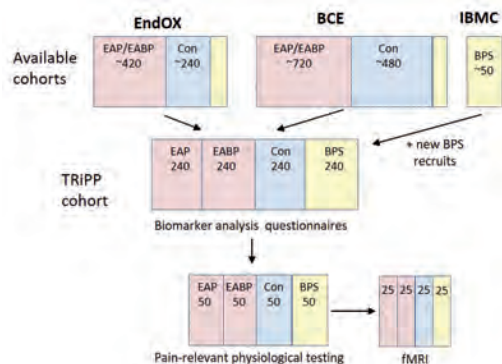 EndOX BCE IBMC
Available cohorts
EAP/EABP ~420
Con ~240
EAP/EABP ~720
Con ~480
BPS ~50
+ new BPS recruits
TRiPP cohort
EAP 240
EABP 240
Con 240
BPS 240
Biomarker analysis questionnaires
EAP 50
EABP 50
Con 50
BPS 50
25 25 25 25
Pain-relevant physiological testing
fMRI